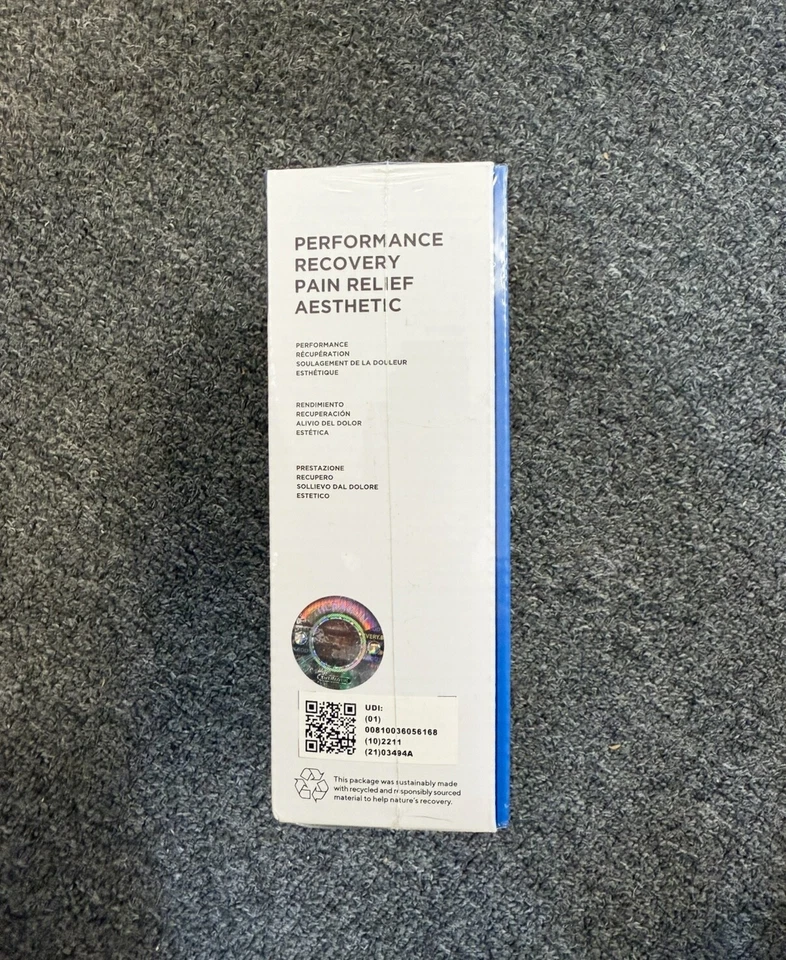 PERFORMANCE
RECOVERY
PAIN RELIEF
AESTHETIC
PERFORMANCE
RÉCUPÉRATION
SOULAGEMENT DE LA DOULEUR
ESTHÉTIQUE
RENDIMIENTO
RECUPERACIÓN
ALIVIO DEL DOLOR
ESTÉTICA
PRESTAZIONE
RECUPERO
SOLLIEVO DAL DOLORE
ESTETICO
UDI:
(01)
00810036056168
(10)2211
(21)03494A
This package was sustainably made
with recycled and responsibly sourced
material to help nature's recovery.